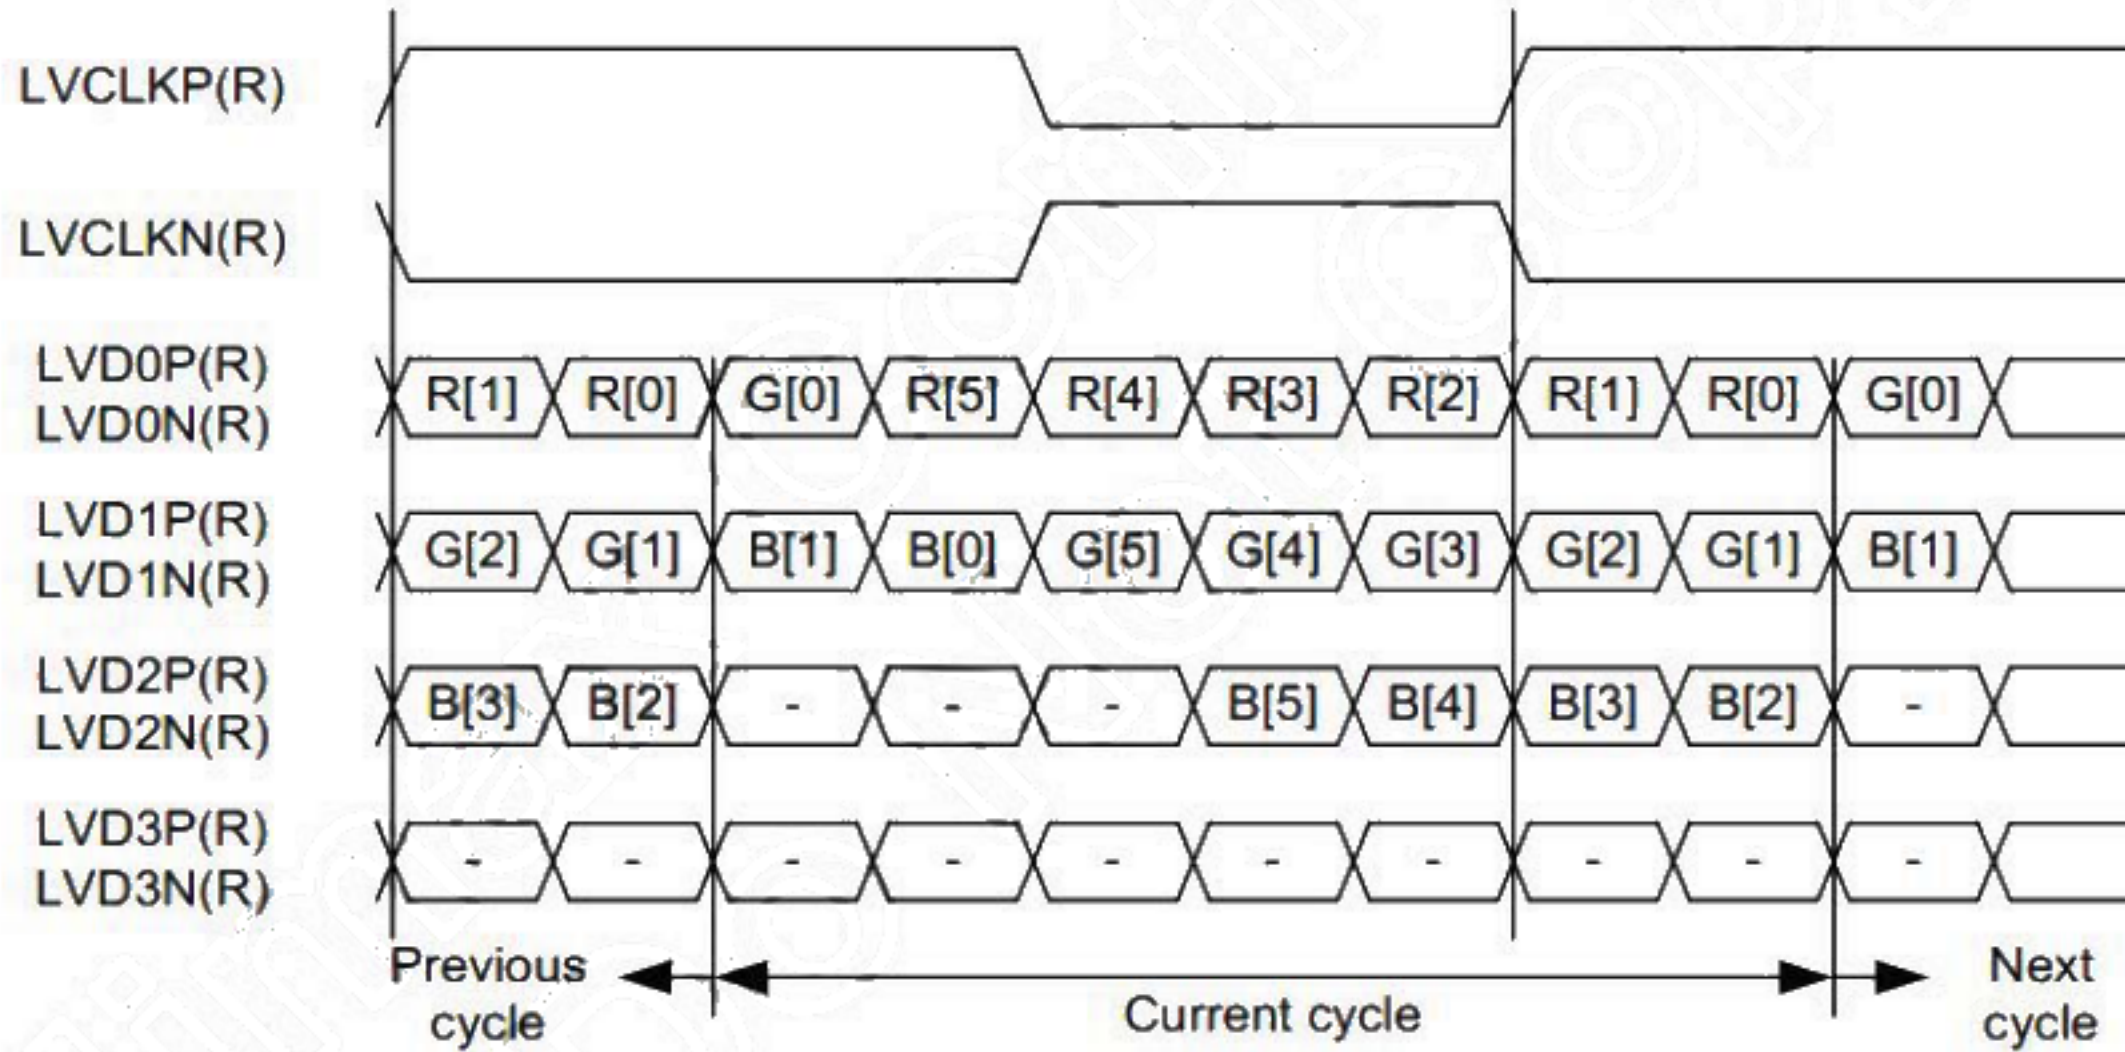 LVCLKP(R)
LVCLKN(R)
LVD0P(R)
LVD0N(R)
R[1] R[0] G[0] R[5] R[4] R[3] R[2] R[1] R[0] G[0]
LVD1P(R)
LVD1N(R)
G[2] G[1] B[1] B[0] G[5] G[4] G[3] G[2] G[1] B[1]
LVD2P(R)
LVD2N(R)
B[3] B[2] - - - B[5] B[4] B[3] B[2] -
LVD3P(R)
LVD3N(R)
- - - - - - - - - -
Previous
cycle
Current cycle
Next
cycle